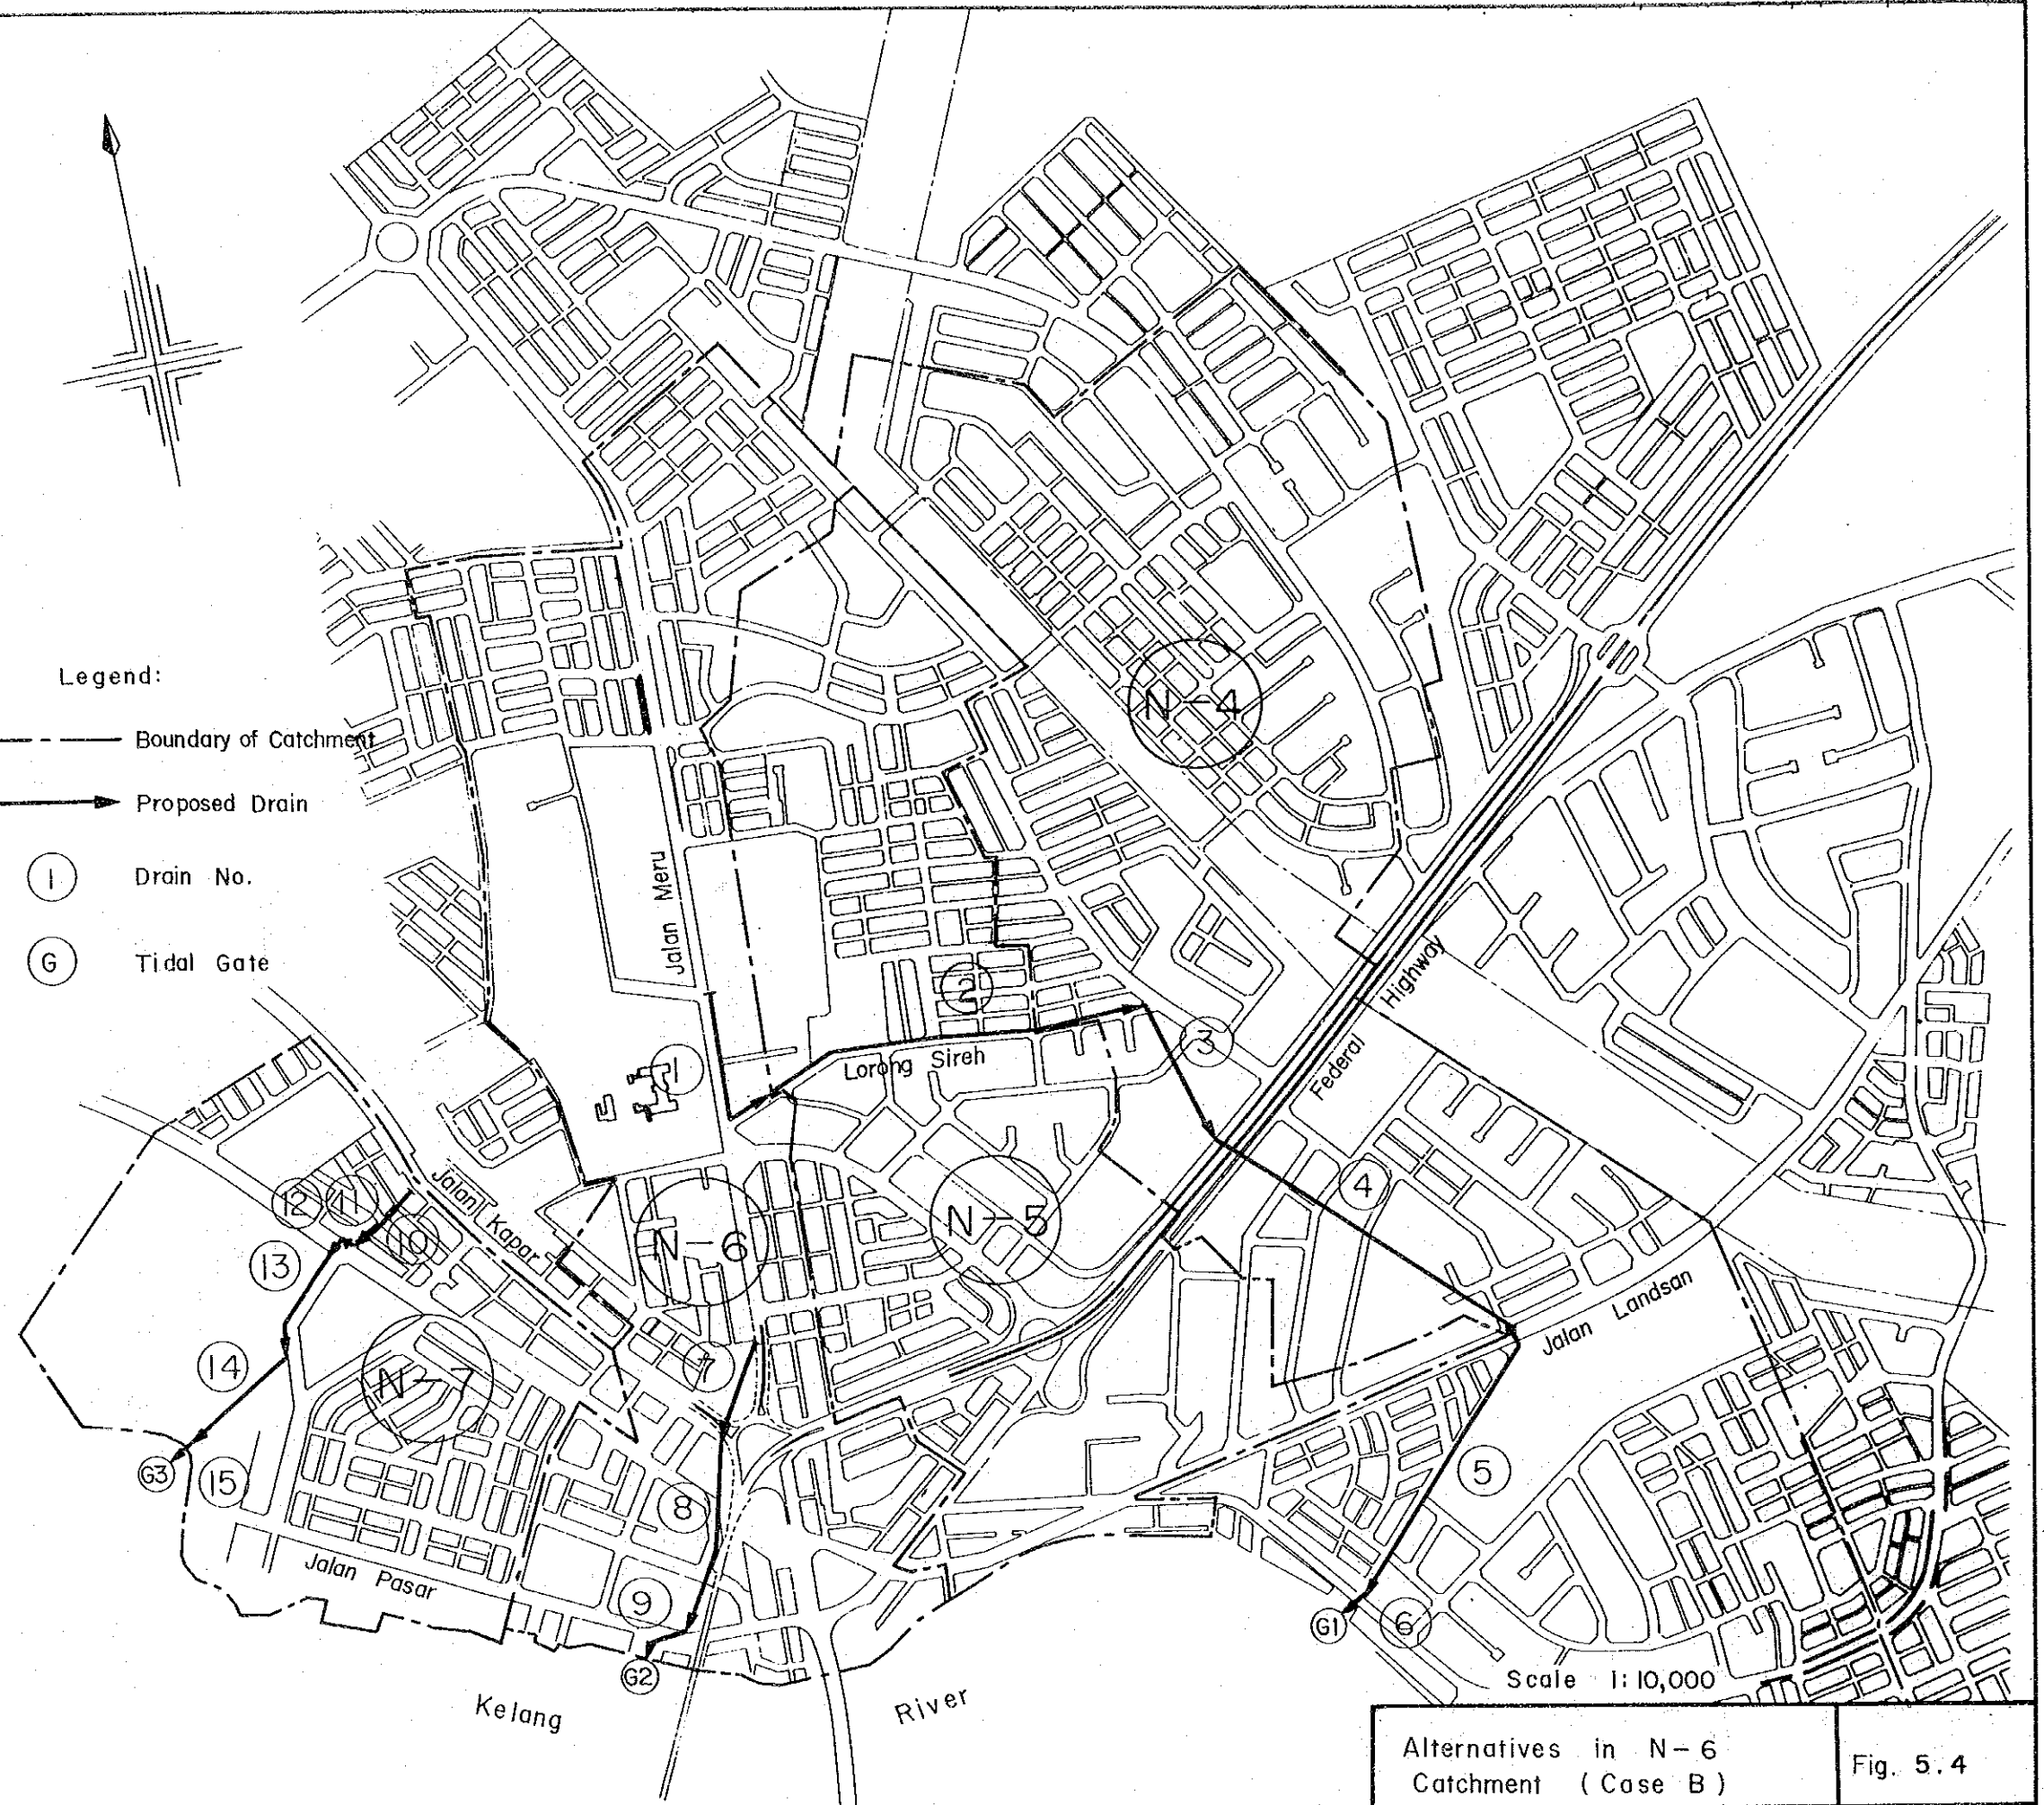 Legend:
Boundary of Catchment
Proposed Drain
1 Drain No.
G Tidal Gate
N-4
Jalan Meru
2
Federal Highway
3
1
Lorong Sireh
4
Jalan Kapar
12
11
10
N-6
N-5
13
Jalan Landsan
14
N-7
7
G3
15
5
8
Jalan Pasar
9
G1
6
G2
Scale 1:10,000
Kelang River
Alternatives in N-6
Catchment (Case B)
Fig. 5.4